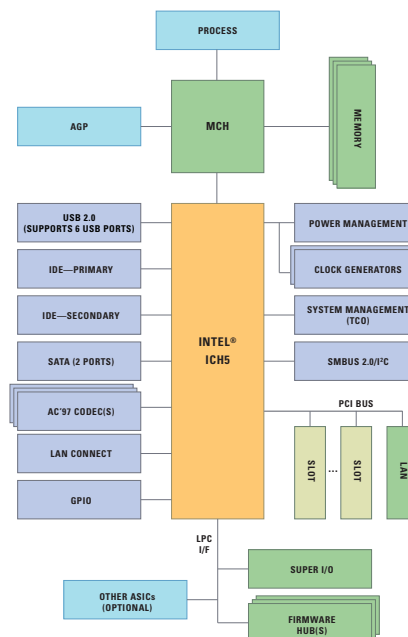 PROCESS
MCH
AGP
MEMORY
USB 2.0
(SUPPORTS 6 USB PORTS)
POWER MANAGEMENT
IDE—PRIMARY
CLOCK GENERATORS
IDE—SECONDARY
SYSTEM MANAGEMENT
(TCO)
INTEL®
ICH5
SATA (2 PORTS)
SMBUS 2.0/I²C
AC'97 CODEC(S)
PCI BUS
LAN CONNECT
SLOT
...
SLOT
LAN
GPIO
LPC
I/F
SUPER I/O
OTHER ASICs
(OPTIONAL)
FIRMWARE
HUB(S)